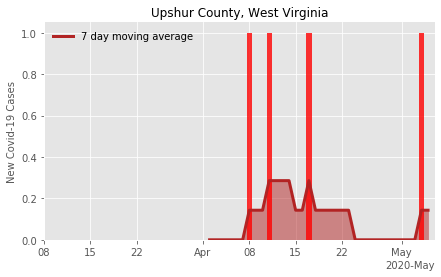 Upshur County, West Virginia
7 day moving average
New Covid-19 Cases
1.0
0.8
0.6
0.4
0.2
0.0
08 15 22 Apr 08 15 22 May
2020-May